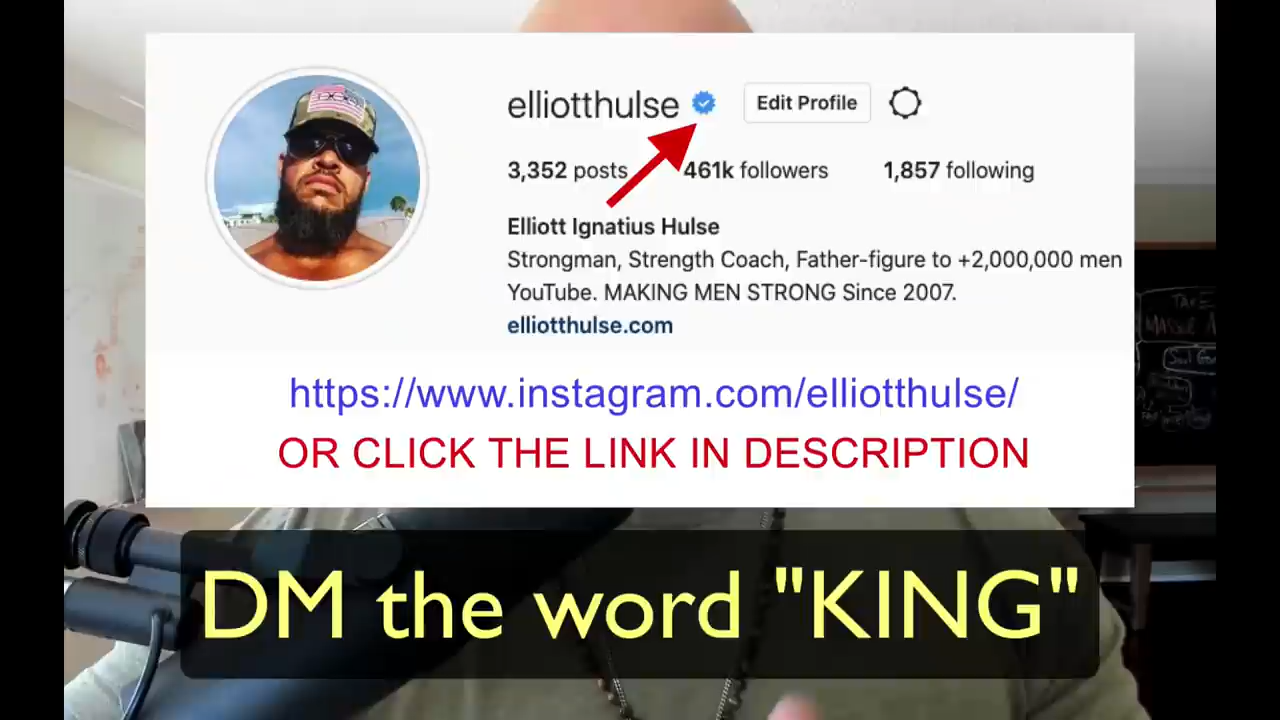 elliotthulse
Edit Profile
3,352 posts
461k followers
1,857 following
Elliott Ignatius Hulse
Strongman, Strength Coach, Father-figure to +2,000,000 men
YouTube. MAKING MEN STRONG Since 2007.
elliotthulse.com
https://www.instagram.com/elliotthulse/
OR CLICK THE LINK IN DESCRIPTION
DM the word "KING"